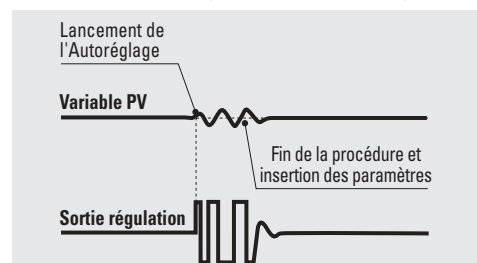 Lancement de
l'Autoréglage
Variable PV
Fin de la procédure et
insertion des paramètres
Sortie régulation